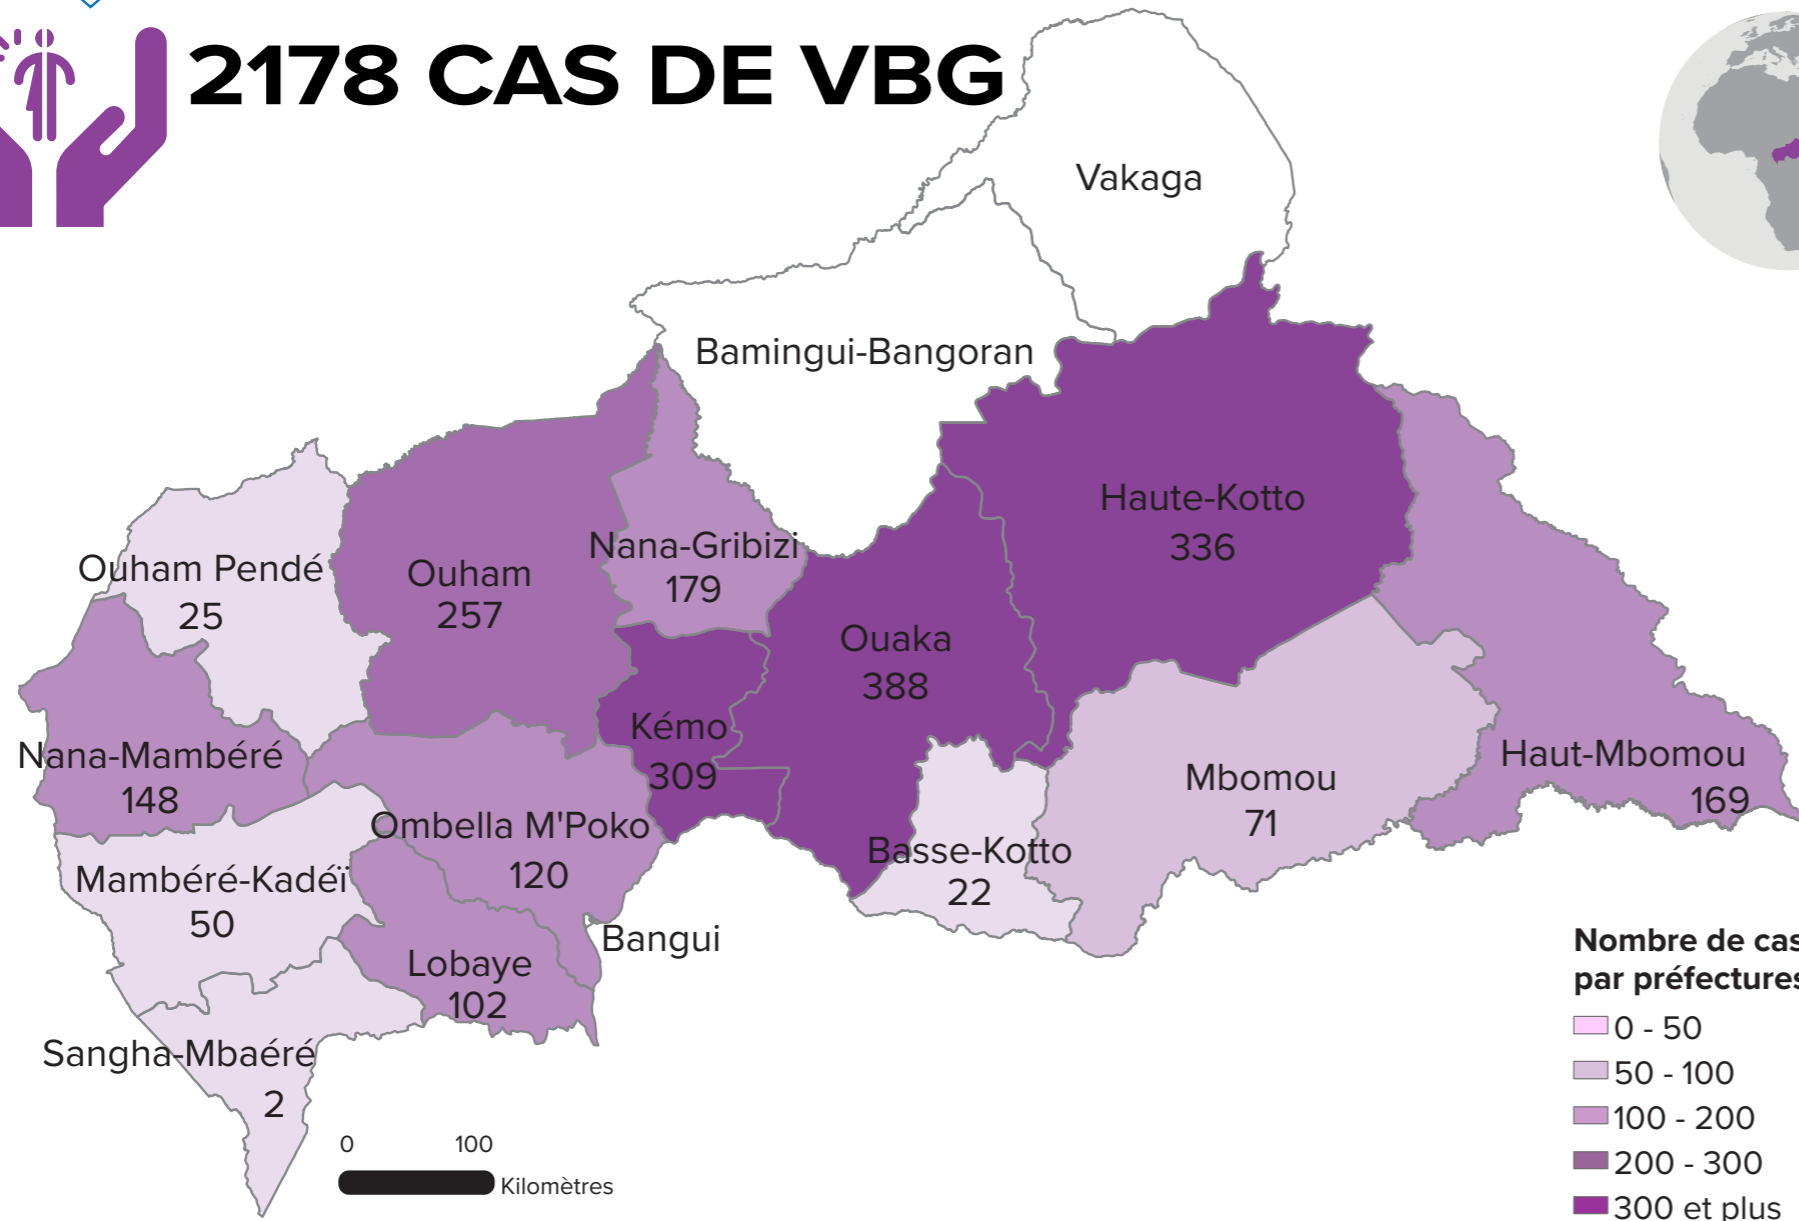 2178 CAS DE VBG
Vakaga
Bamingui-Bangoran
Haute-Kotto
336
Nana-Gribizi
179
Ouham Pendé
25
Ouham
257
Ouaka
388
Kémo
309
Nana-Mambéré
148
Haut-Mbomou
169
Mbomou
71
Ombella M'Poko
120
Basse-Kotto
22
Mambéré-Kadéï
50
Bangui
Lobaye
102
Sangha-Mbaéré
2
0 100
Kilomètres
Nombre de cas
par préfectures
0 - 50
50 - 100
100 - 200
200 - 300
300 et plus